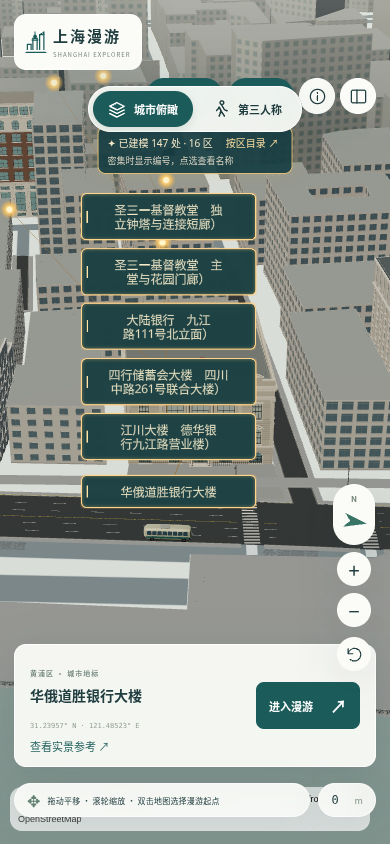 上海漫游
SHANGHAI EXPLORER
城市俯瞰
第三人称
✦ 已建模 147 处 · 16 区 按区目录 ↗
密集时显示编号，点选查看名称
圣三一基督教堂 独
立钟塔与连接短廊）
圣三一基督教堂 主
堂与花园门廊）
大陆银行 九江
路111号北立面）
四行储蓄会大楼 四川
中路261号联合大楼）
江川大楼 德华银
行九江路营业楼）
华俄道胜银行大楼
N
+
−
黄浦区 · 城市地标
华俄道胜银行大楼
31.23957° N · 121.48523° E
查看实景参考 ↗
进入漫游 ↗
拖动平移 · 滚轮缩放 · 双击地图选择漫游起点
0 m
OpenStreetMap